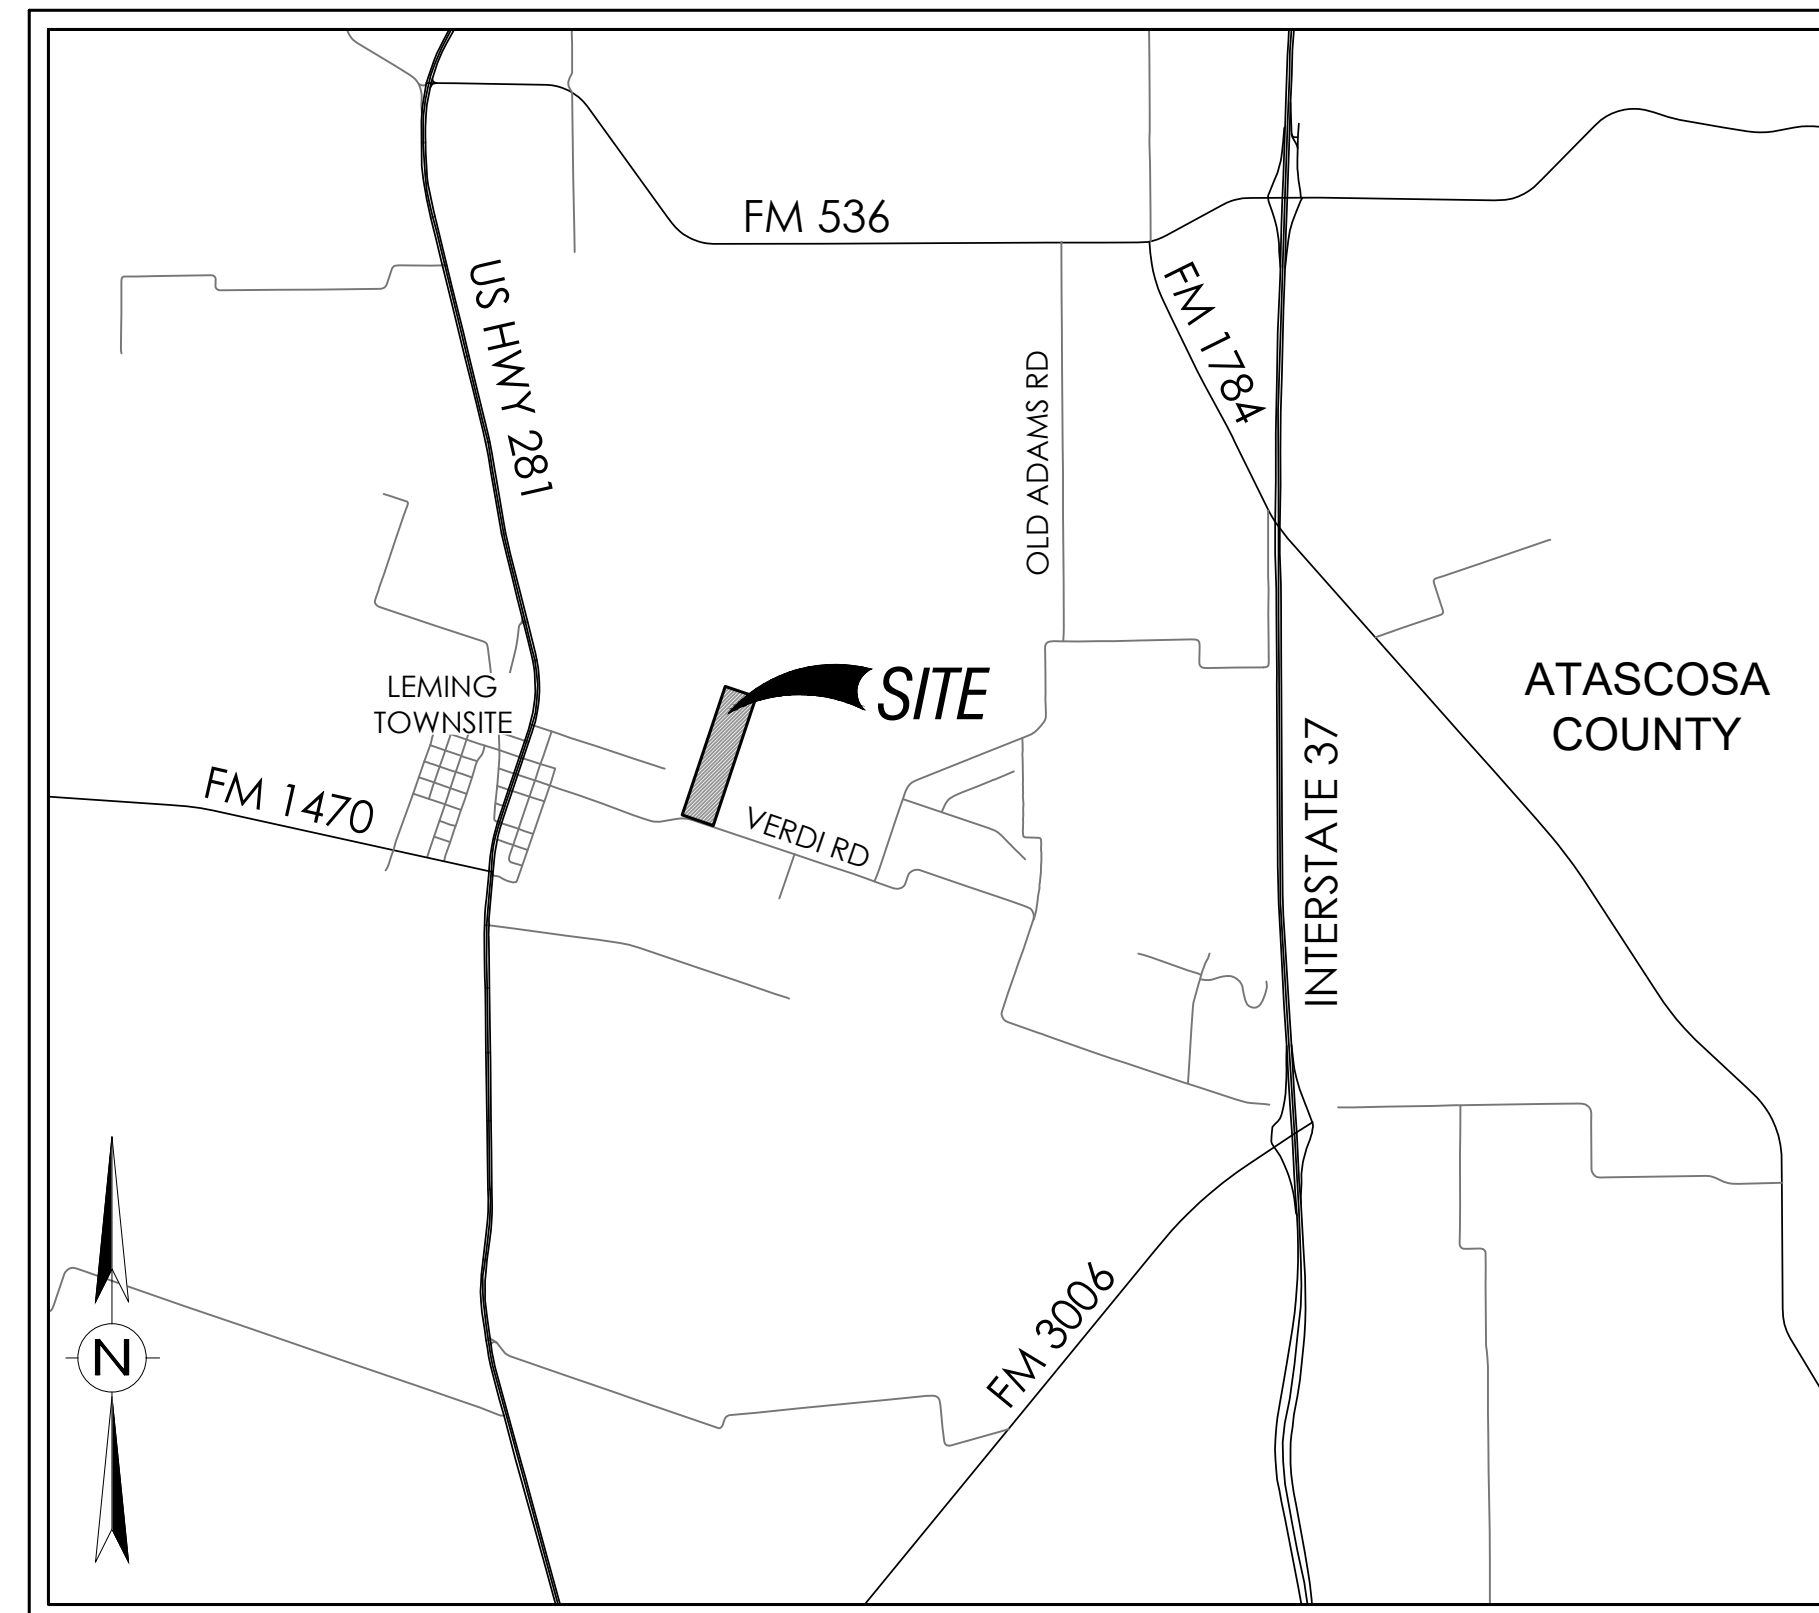 FM 536
US HWY 281
FM 1784
OLD ADAMS RD
LEMING
TOWNSITE
SITE
ATASCOSA
COUNTY
FM 1470
VERDI RD
INTERSTATE 37
FM 3006
N